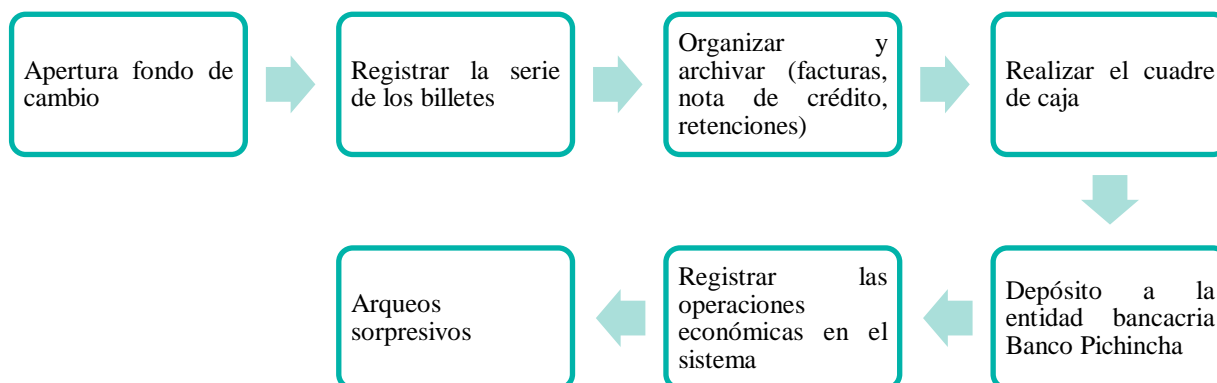 Apertura fondo de
cambio
Registrar la serie
de los billetes
Organizar y
archivar (facturas,
nota de crédito,
retenciones)
Realizar el cuadre
de caja
Depósito a la
entidad bancacria
Banco Pichincha
Registrar las
operaciones
económicas en el
sistema
Arqueos
sorpresivos